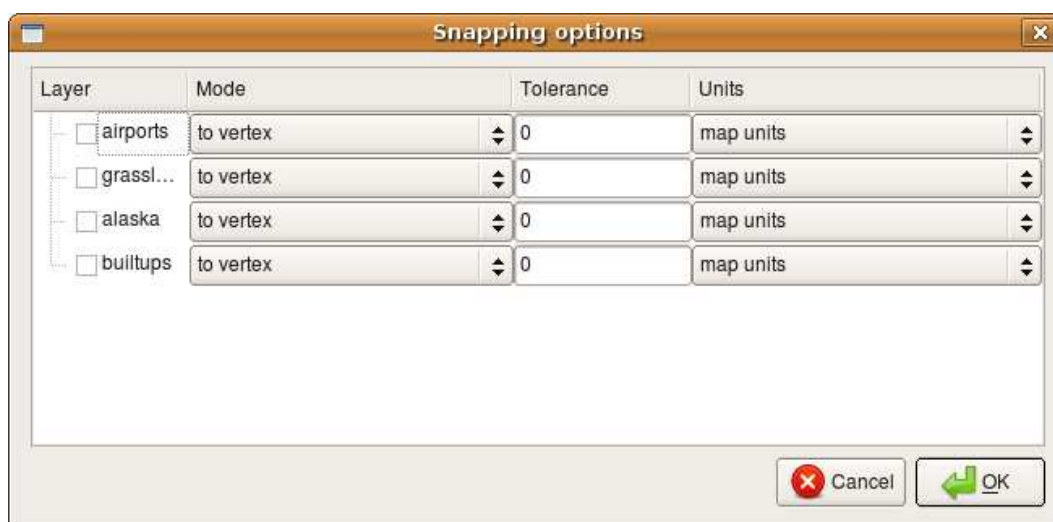 Snapping options
Layer Mode Tolerance Units
airports to vertex 0 map units
grassl... to vertex 0 map units
alaska to vertex 0 map units
builtups to vertex 0 map units
Cancel OK